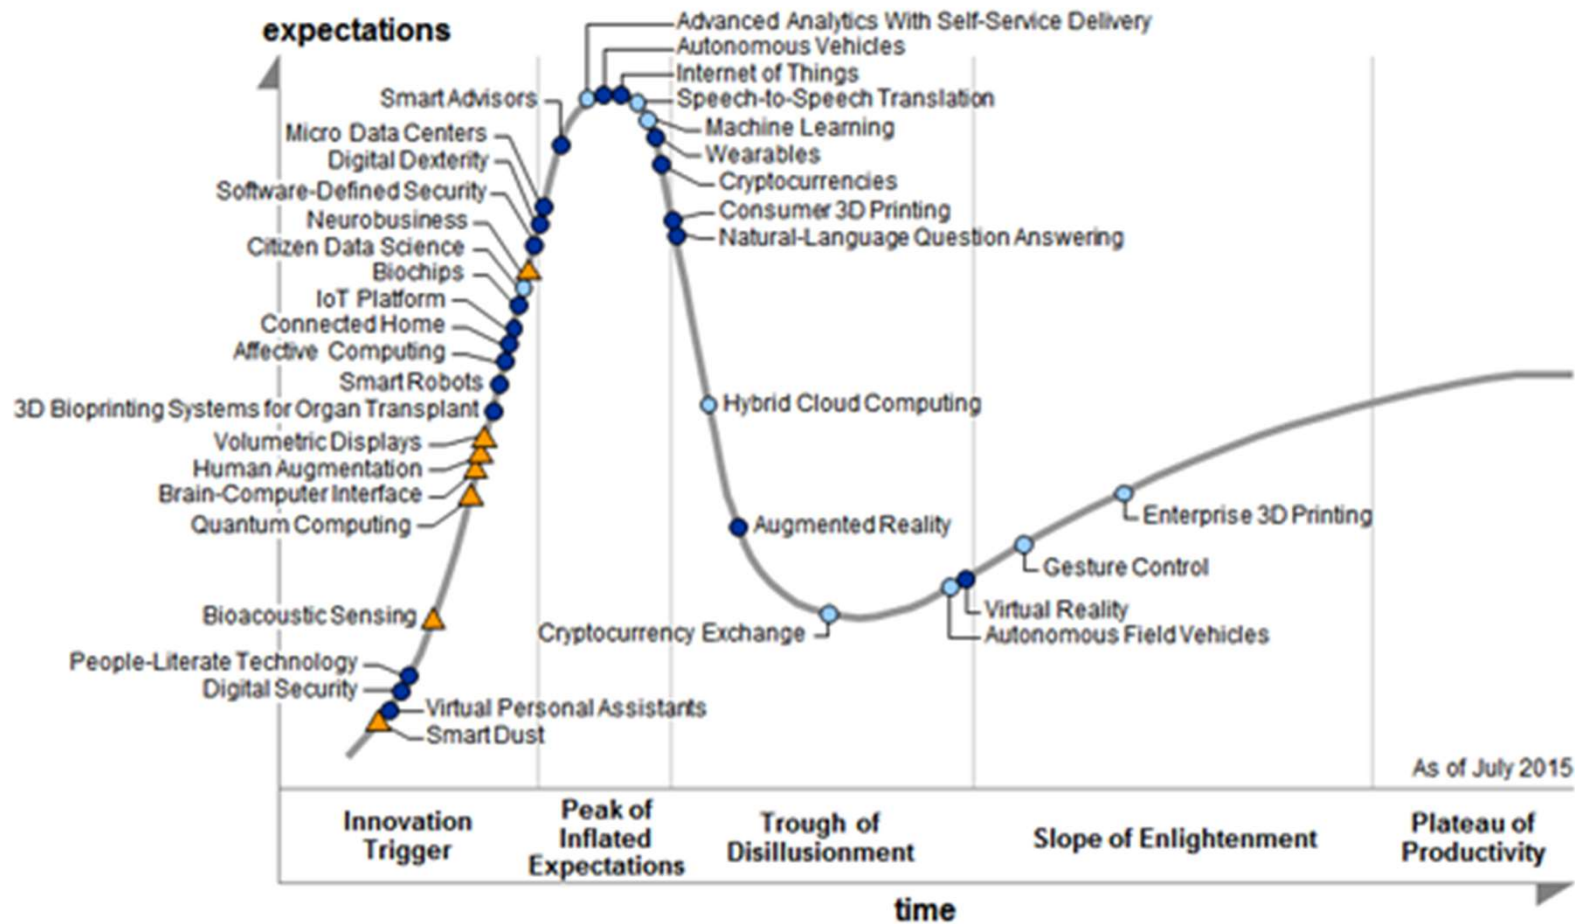 expectations
Advanced Analytics With Self-Service Delivery
Autonomous Vehicles
Internet of Things
Smart Advisors
Speech-to-Speech Translation
Micro Data Centers
Machine Learning
Digital Dexterity
Wearables
Software-Defined Security
Cryptocurrencies
Neurobusiness
Consumer 3D Printing
Citizen Data Science
Natural-Language Question Answering
Biochips
IoT Platform
Connected Home
Affective Computing
Smart Robots
3D Bioprinting Systems for Organ Transplant
Hybrid Cloud Computing
Volumetric Displays
Human Augmentation
Brain-Computer Interface
Quantum Computing
Augmented Reality
Enterprise 3D Printing
Gesture Control
Bioacoustic Sensing
Virtual Reality
Cryptocurrency Exchange
Autonomous Field Vehicles
People-Literate Technology
Digital Security
Virtual Personal Assistants
Smart Dust
As of July 2015
Innovation
Trigger
Peak of
Inflated
Expectations
Trough of
Disillusionment
Slope of Enlightenment
Plateau of
Productivity
time